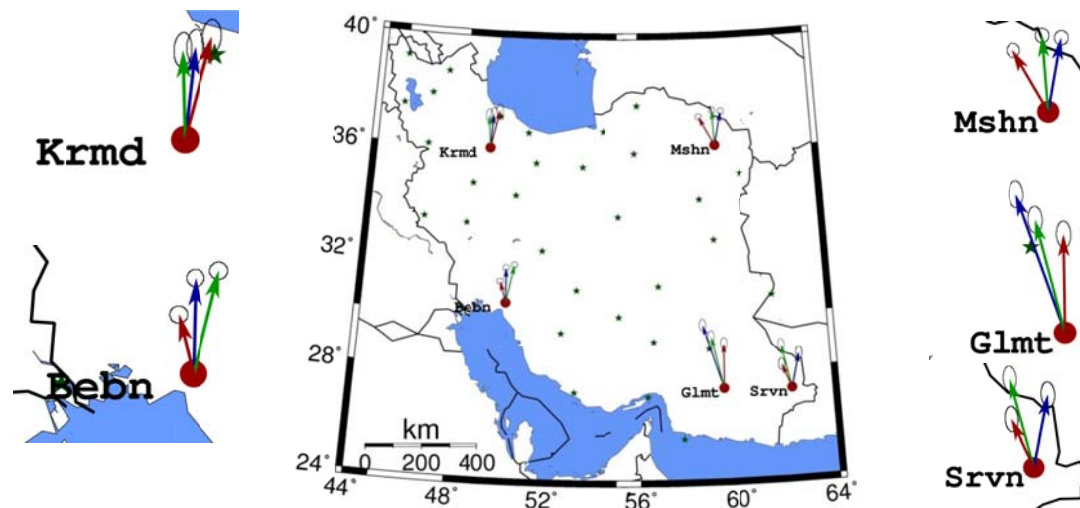 40°
36°
32°
28°
24°
44°
48°
52°
56°
60°
64°
km
0 200 400
Krmd
Mshn
Bebn
Glmt
Srvn
Krmd
Bebn
Mshn
Glmt
Srvn